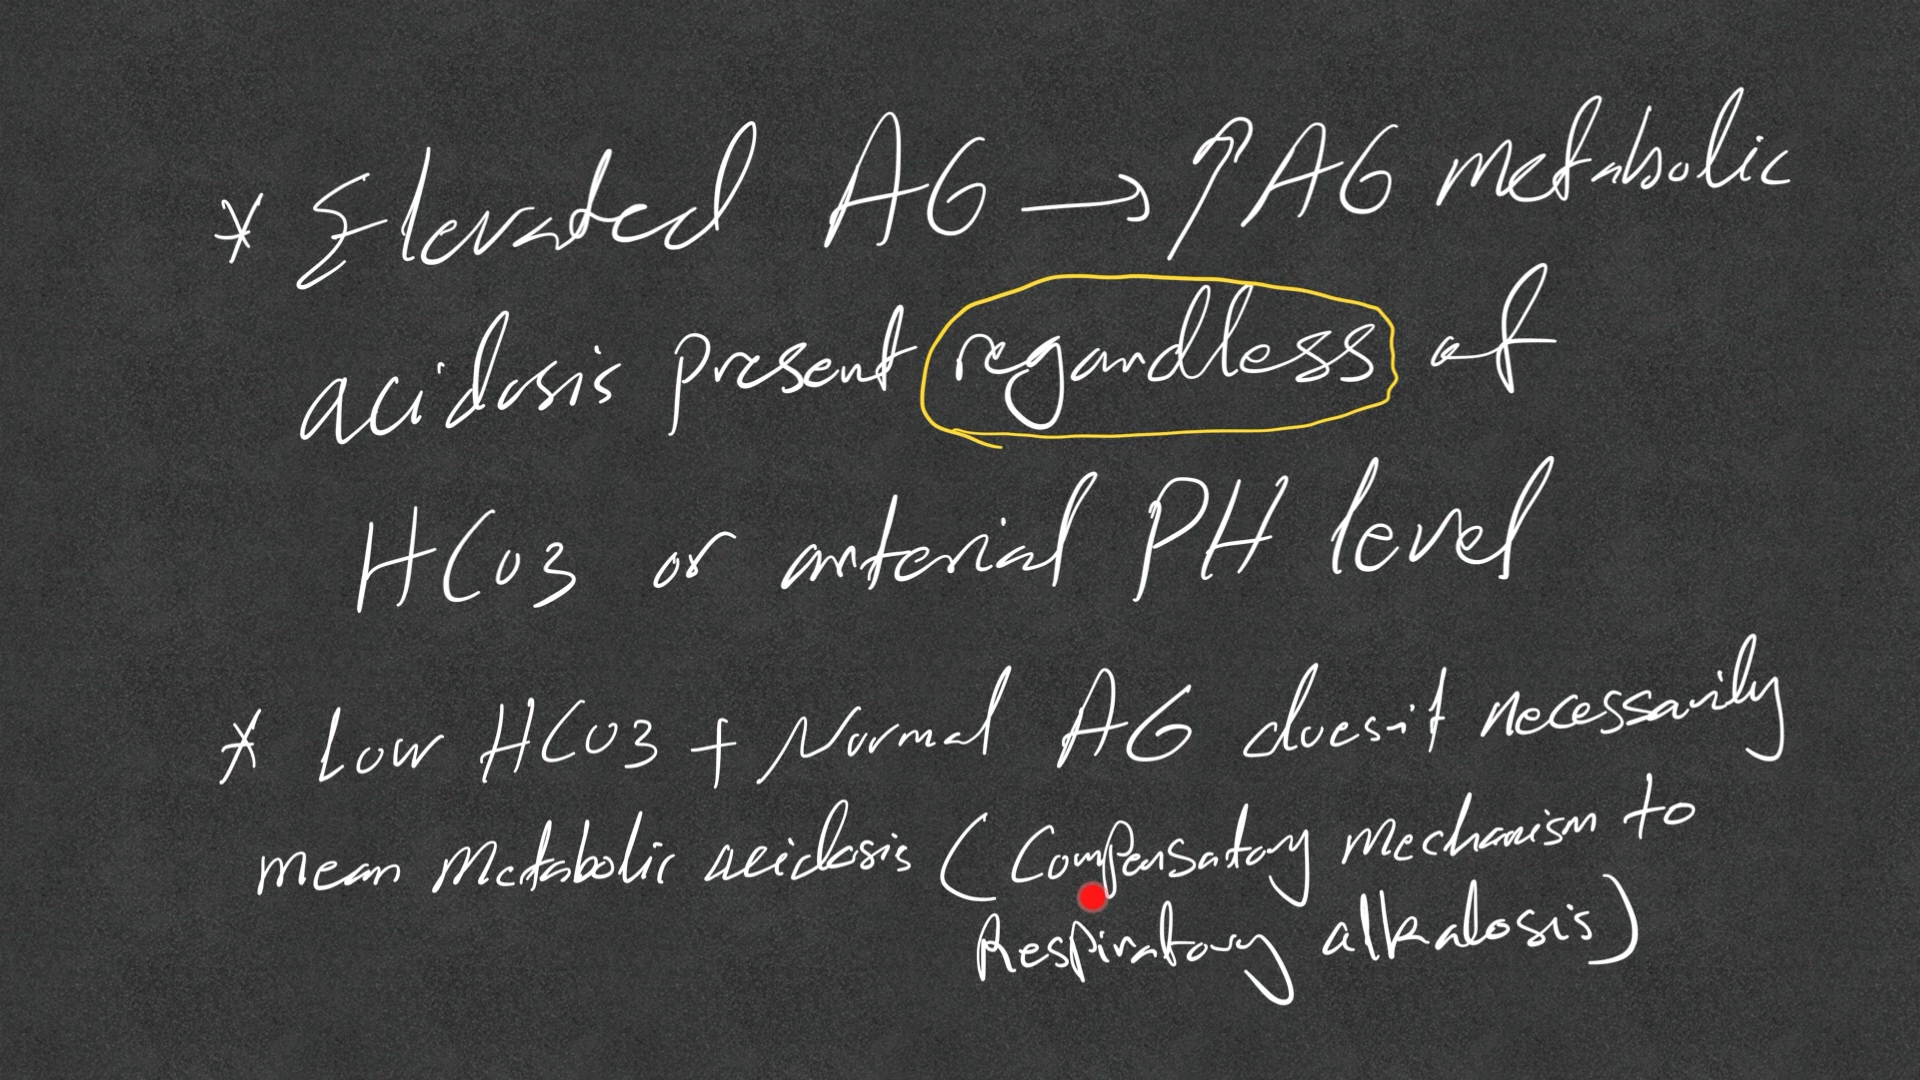 * Elevated AG → ↑ AG metabolic
acidosis present regardless of
HCO3 or arterial PH level
* Low HCO3 + Normal AG doesn't necessarily
mean metabolic acidosis (Compensatory mechanism to
Respiratory alkalosis)